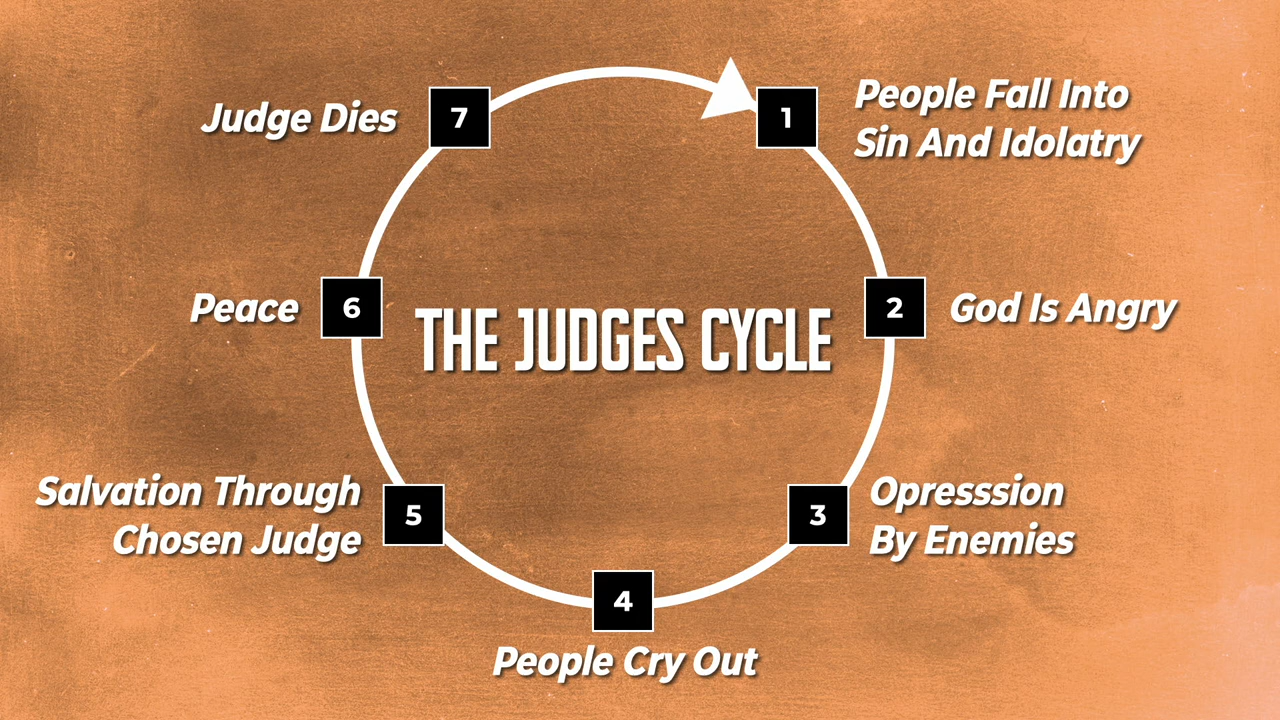 THE JUDGES CYCLE
1
People Fall Into
Sin And Idolatry
2
God Is Angry
3
Opresssion
By Enemies
4
People Cry Out
5
Salvation Through
Chosen Judge
6
Peace
7
Judge Dies